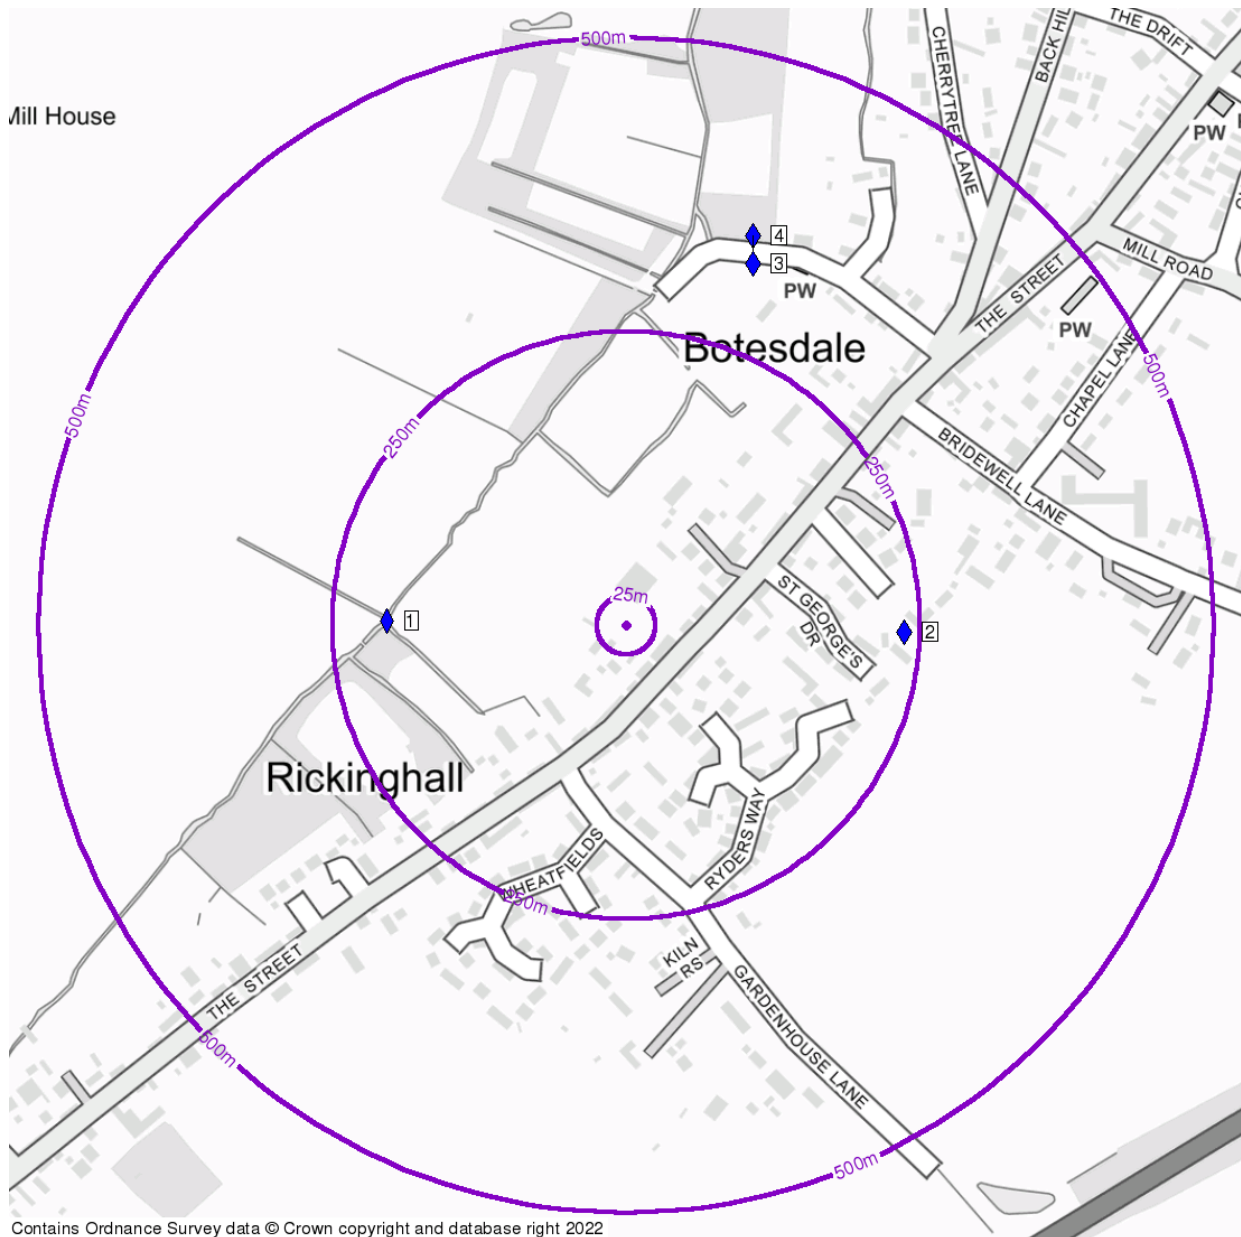 500m
THE DRIFT
BACK HIL
CHERRYTREE LANE
Mill House
PW
4
3
PW
MILL ROAD
THE STREET
PW
Botesdale
CHAPEL LANE
500m
500m
250m
250m
BRIDEWELL LANE
25m
ST GEORGE'S
DR
1
2
Rickinghall
RYDERS WAY
WHEATFIELDS
250m
KILN
RS
GARDENHOUSE LANE
THE STREET
500m
500m
Contains Ordnance Survey data © Crown copyright and database right 2022